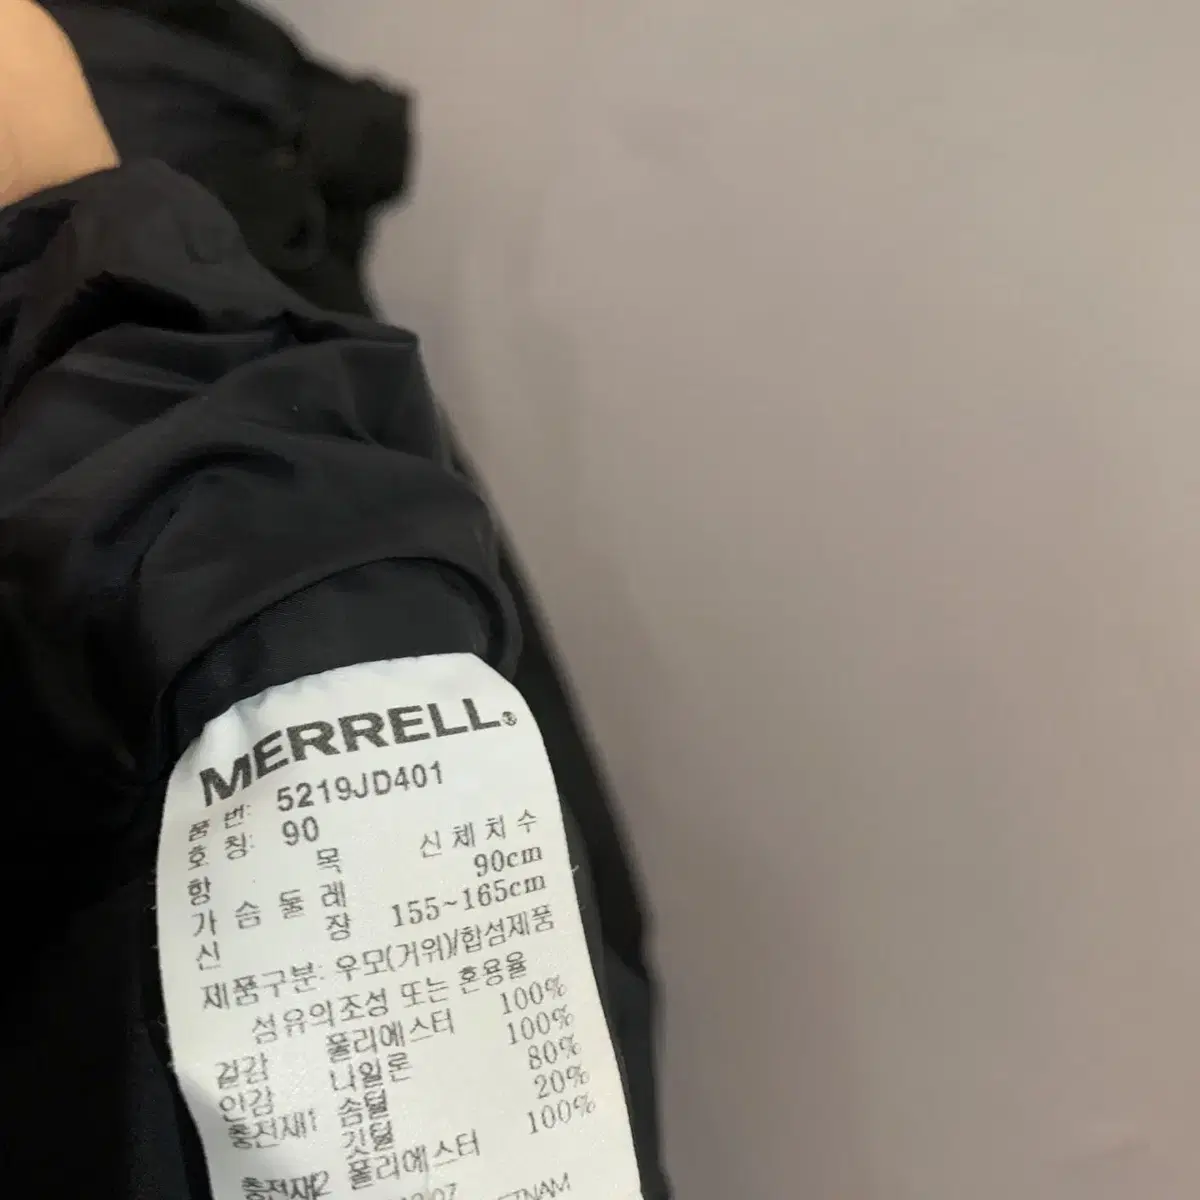 MERRELL®
품 번: 5219JD401
호 칭: 90
항 목 신체치수
가 슴 둘 레 90cm
신 장 155~165cm
제품구분: 우모(거위)/합성제품
섬유의조성 또는 혼용율
겉감 폴리에스터 100%
안감 나일론 100%
충전재1 솜털 80%
깃털 20%
충전재2 폴리에스터 100%